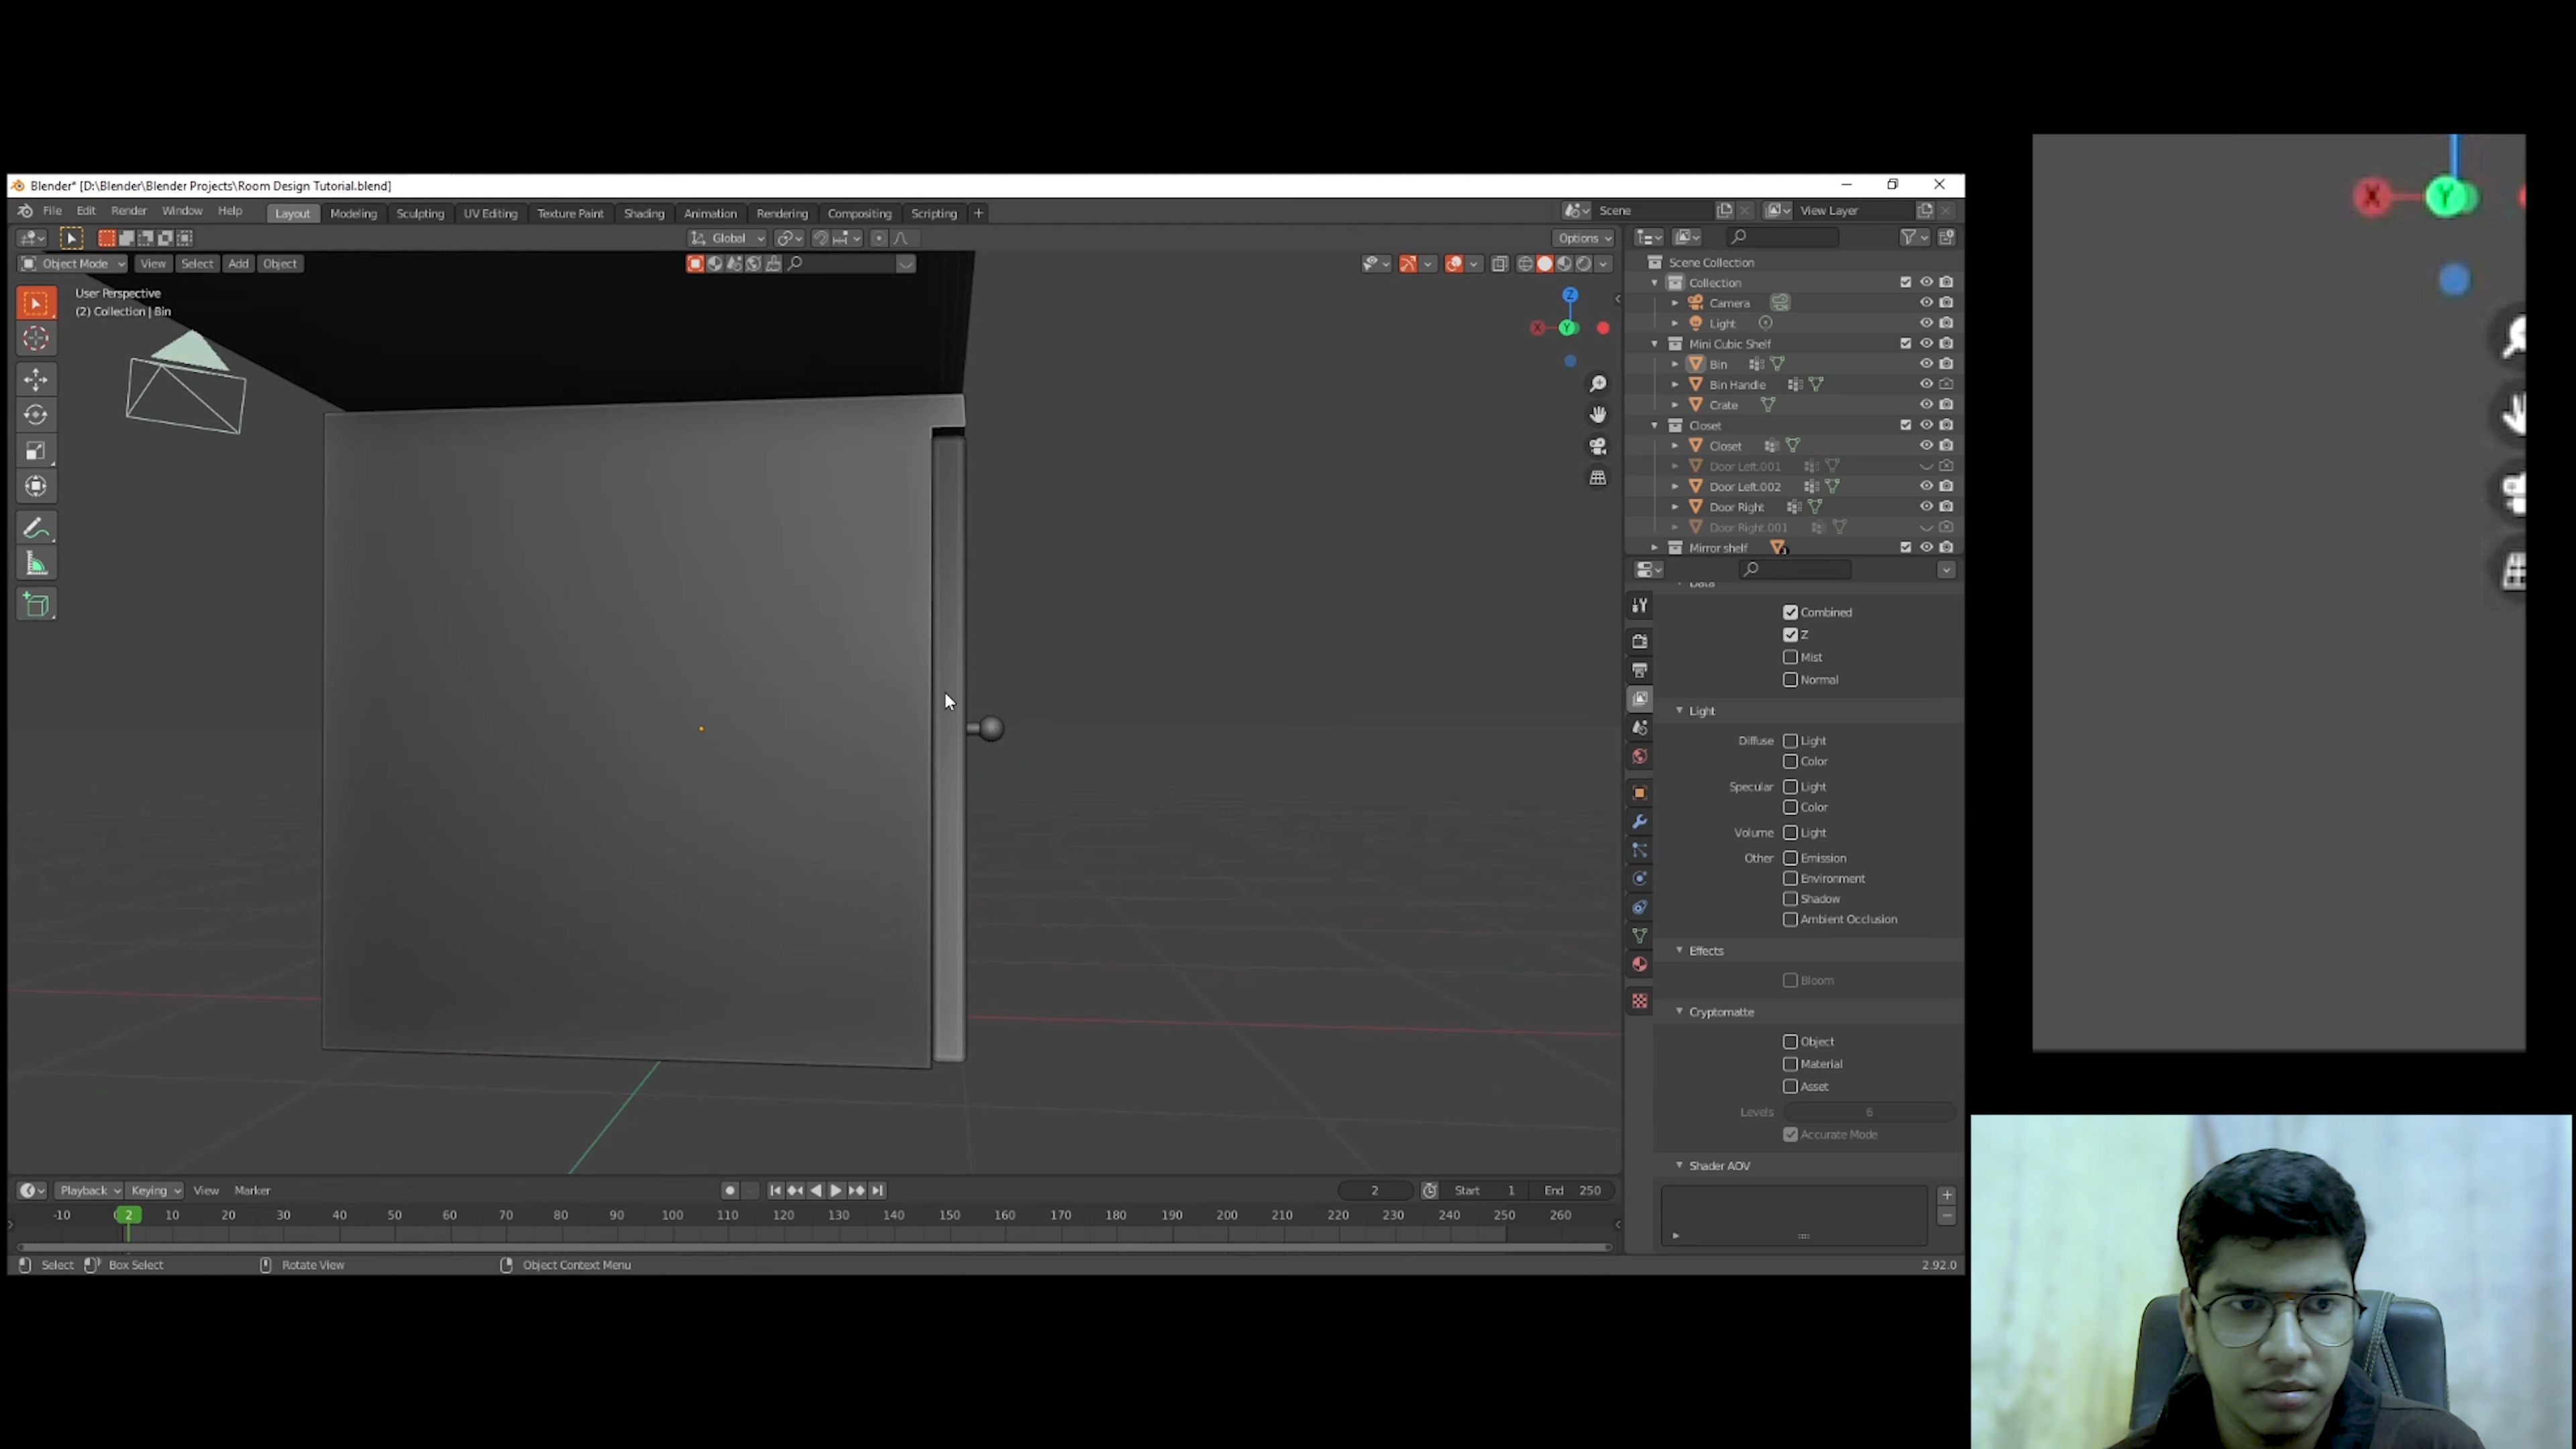 Blender* [D:\Blender\Blender Projects\Room Design Tutorial.blend]
File Edit Render Window Help Layout Modeling Sculpting UV Editing Texture Paint Shading Animation Rendering Compositing Scripting + Scene View Layer
Global Options
Object Mode View Select Add Object
User Perspective
(2) Collection | Bin
Z
X Y
Scene Collection
Collection
Camera
Light
Mini Cubic Shelf
Bin
Bin Handle
Crate
Closet
Closet
Door Left.001
Door Left.002
Door Right
Door Right.001
Mirror shelf
Data
Combined
Z
Mist
Normal
Light
Diffuse Light
Color
Specular Light
Color
Volume Light
Other Emission
Environment
Shadow
Ambient Occlusion
Effects
Bloom
Cryptomatte
Object
Material
Asset
Levels 6
Accurate Mode
Shader AOV
Playback Keying View Marker 2 Start 1 End 250
-10 2 10 20 30 40 50 60 70 80 90 100 110 120 130 140 150 160 170 180 190 200 210 220 230 240 250 260
Select Box Select Rotate View Object Context Menu 2.92.0
X Y